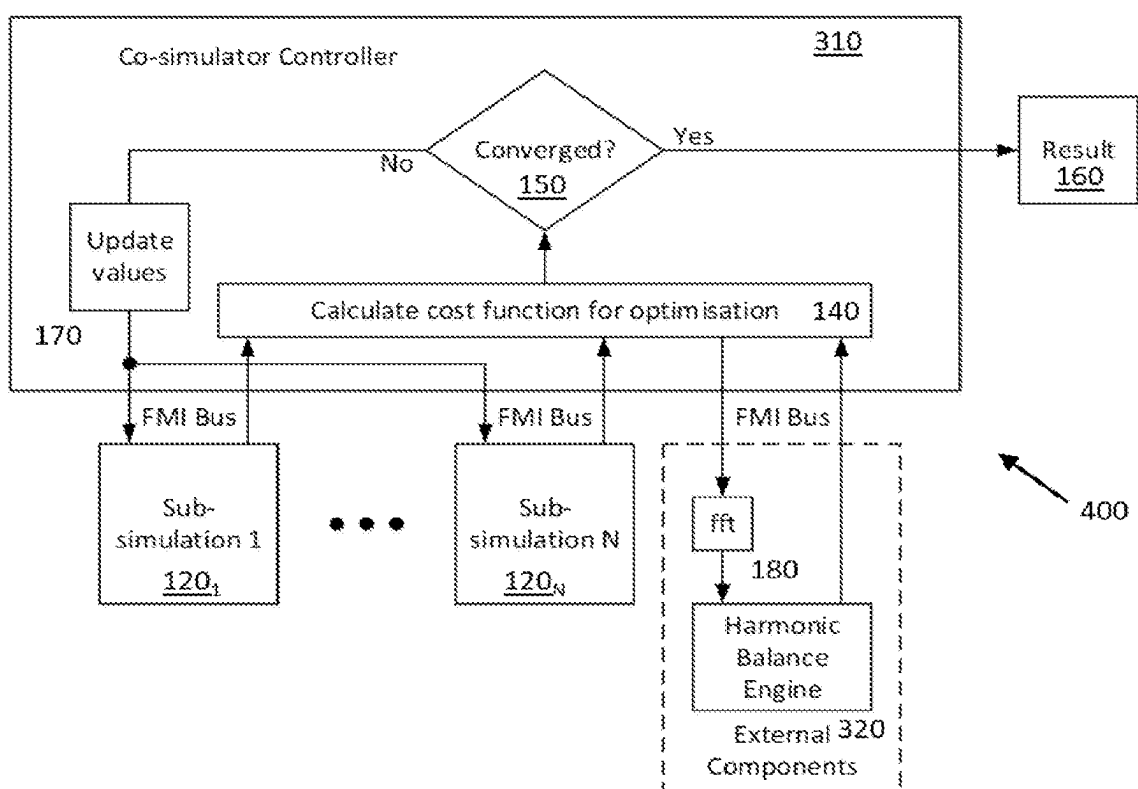 310
Co-simulator Controller
Converged?
150
No
Yes
Result
160
Update
values
170
Calculate cost function for optimisation 140
FMI Bus
FMI Bus
FMI Bus
Sub-
simulation 1
120₁
Sub-
simulation N
120N
fft
180
Harmonic
Balance
Engine
320
External
Components
400